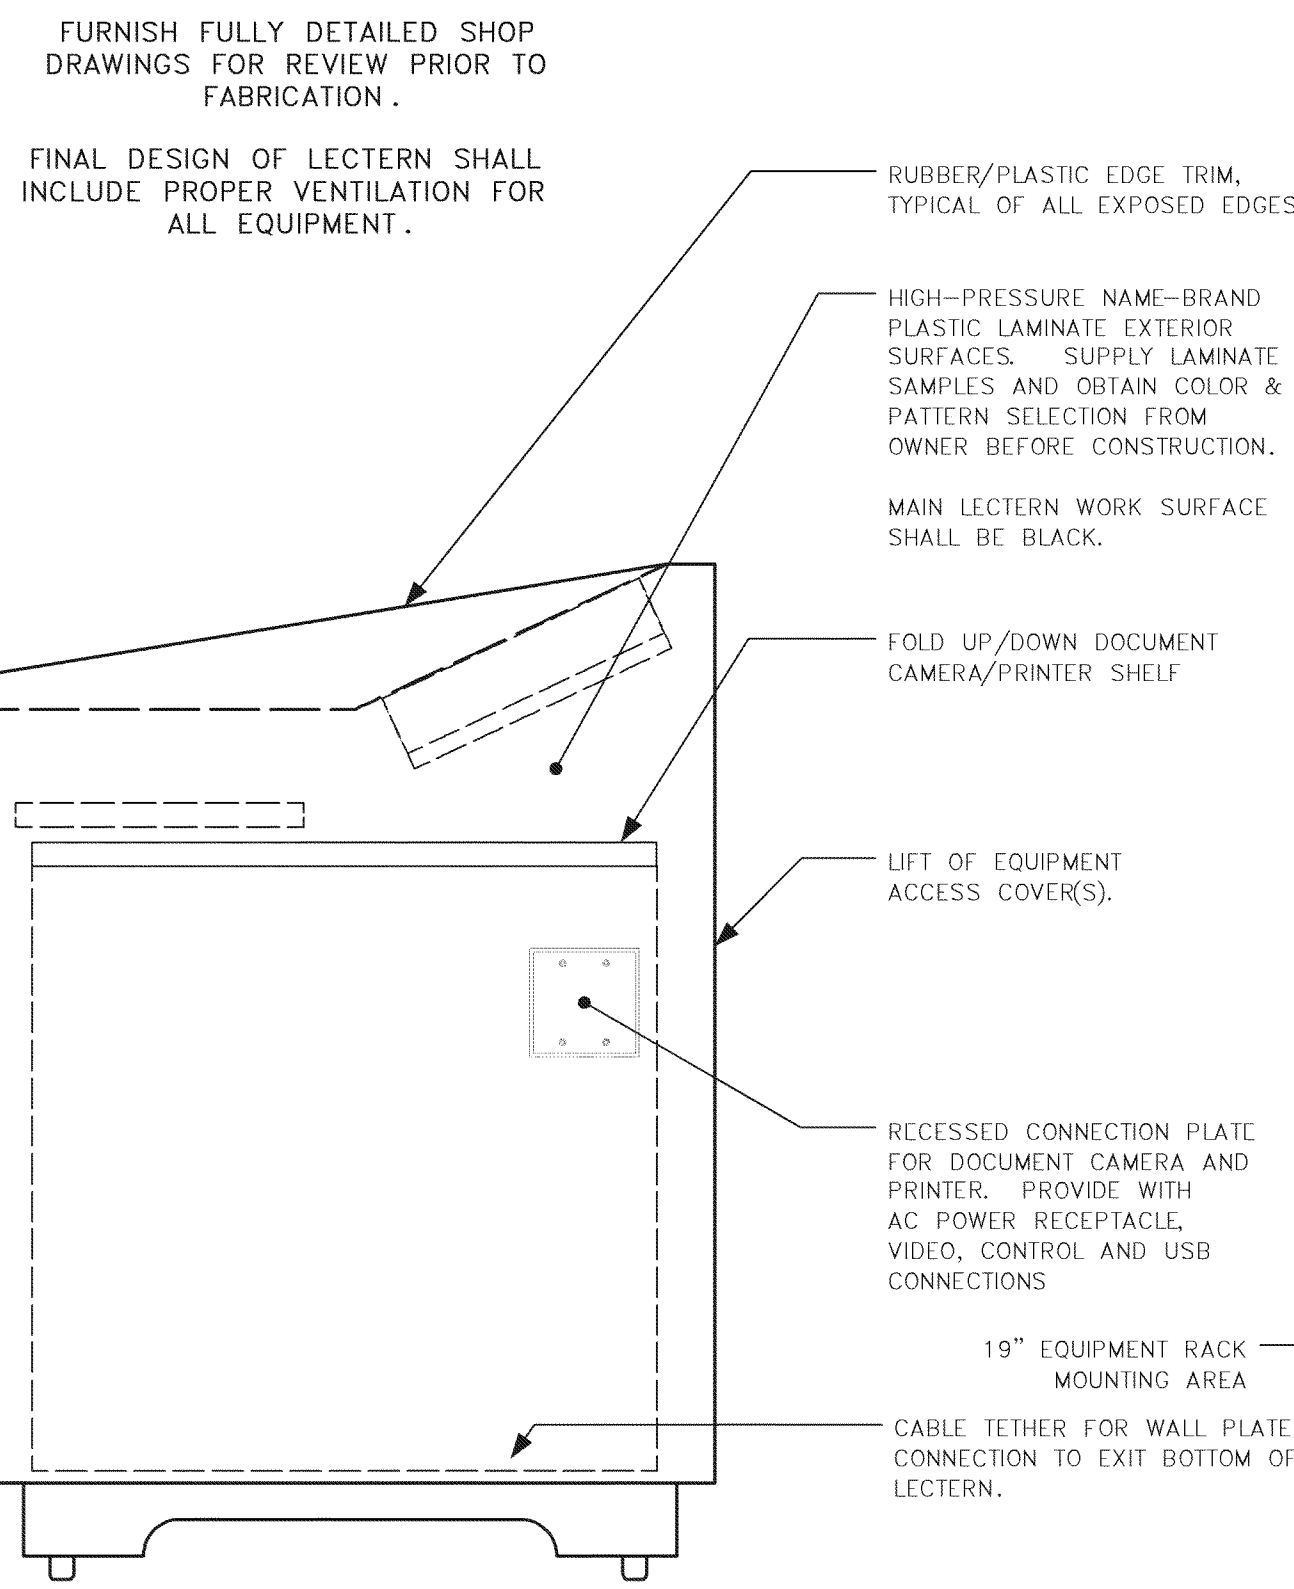 FURNISH FULLY DETAILED SHOP
DRAWINGS FOR REVIEW PRIOR TO
FABRICATION.
FINAL DESIGN OF LECTERN SHALL
INCLUDE PROPER VENTILATION FOR
ALL EQUIPMENT.
RUBBER/PLASTIC EDGE TRIM,
TYPICAL OF ALL EXPOSED EDGES
HIGH-PRESSURE NAME-BRAND
PLASTIC LAMINATE EXTERIOR
SURFACES. SUPPLY LAMINATE
SAMPLES AND OBTAIN COLOR &
PATTERN SELECTION FROM
OWNER BEFORE CONSTRUCTION.
MAIN LECTERN WORK SURFACE
SHALL BE BLACK.
FOLD UP/DOWN DOCUMENT
CAMERA/PRINTER SHELF
LIFT OF EQUIPMENT
ACCESS COVER(S).
RECESSED CONNECTION PLATE
FOR DOCUMENT CAMERA AND
PRINTER. PROVIDE WITH
AC POWER RECEPTACLE,
VIDEO, CONTROL AND USB
CONNECTIONS
19" EQUIPMENT RACK
MOUNTING AREA
CABLE TETHER FOR WALL PLATE
CONNECTION TO EXIT BOTTOM OF
LECTERN.